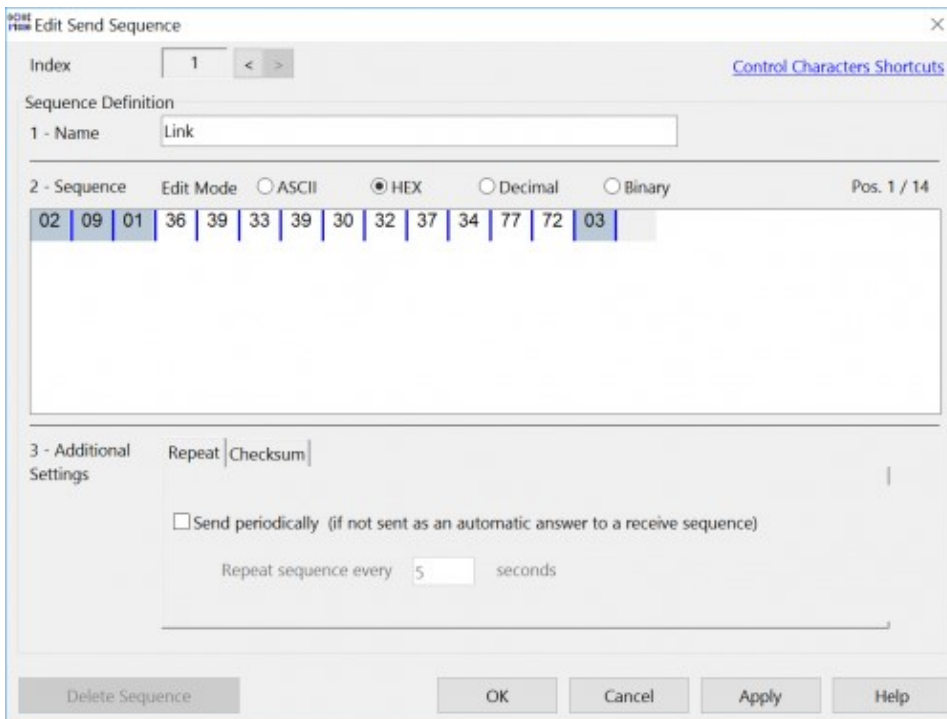 Edit Send Sequence
Index 1 < > Control Characters Shortcuts
Sequence Definition
1 - Name Link
2 - Sequence Edit Mode ASCII HEX Decimal Binary Pos. 1 / 14
02 09 01 36 39 33 39 30 32 37 34 77 72 03
3 - Additional Settings Repeat Checksum
Send periodically (if not sent as an automatic answer to a receive sequence)
Repeat sequence every 5 seconds
Delete Sequence OK Cancel Apply Help